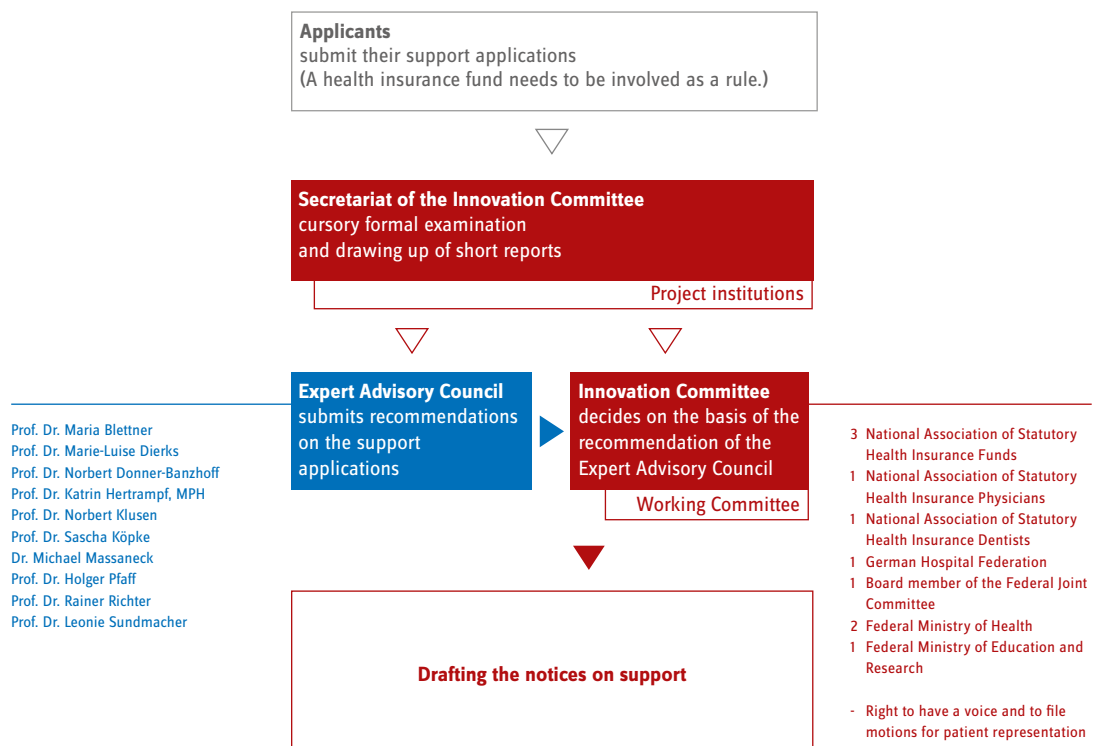 Applicants
submit their support applications
(A health insurance fund needs to be involved as a rule.)
Secretariat of the Innovation Committee
cursory formal examination
and drawing up of short reports
Project institutions
Expert Advisory Council
submits recommendations
on the support
applications
Innovation Committee
decides on the basis of the
recommendation of the
Expert Advisory Council
Working Committee
Prof. Dr. Maria Blettner
Prof. Dr. Marie-Luise Dierks
Prof. Dr. Norbert Donner-Banzhoff
Prof. Dr. Katrin Hertrampf, MPH
Prof. Dr. Norbert Klusen
Prof. Dr. Sascha Köpke
Dr. Michael Massaneck
Prof. Dr. Holger Pfaff
Prof. Dr. Rainer Richter
Prof. Dr. Leonie Sundmacher
3 National Association of Statutory
Health Insurance Funds
1 National Association of Statutory
Health Insurance Physicians
1 National Association of Statutory
Health Insurance Dentists
1 German Hospital Federation
1 Board member of the Federal Joint
Committee
2 Federal Ministry of Health
1 Federal Ministry of Education and
Research
- Right to have a voice and to file
motions for patient representation
Drafting the notices on support